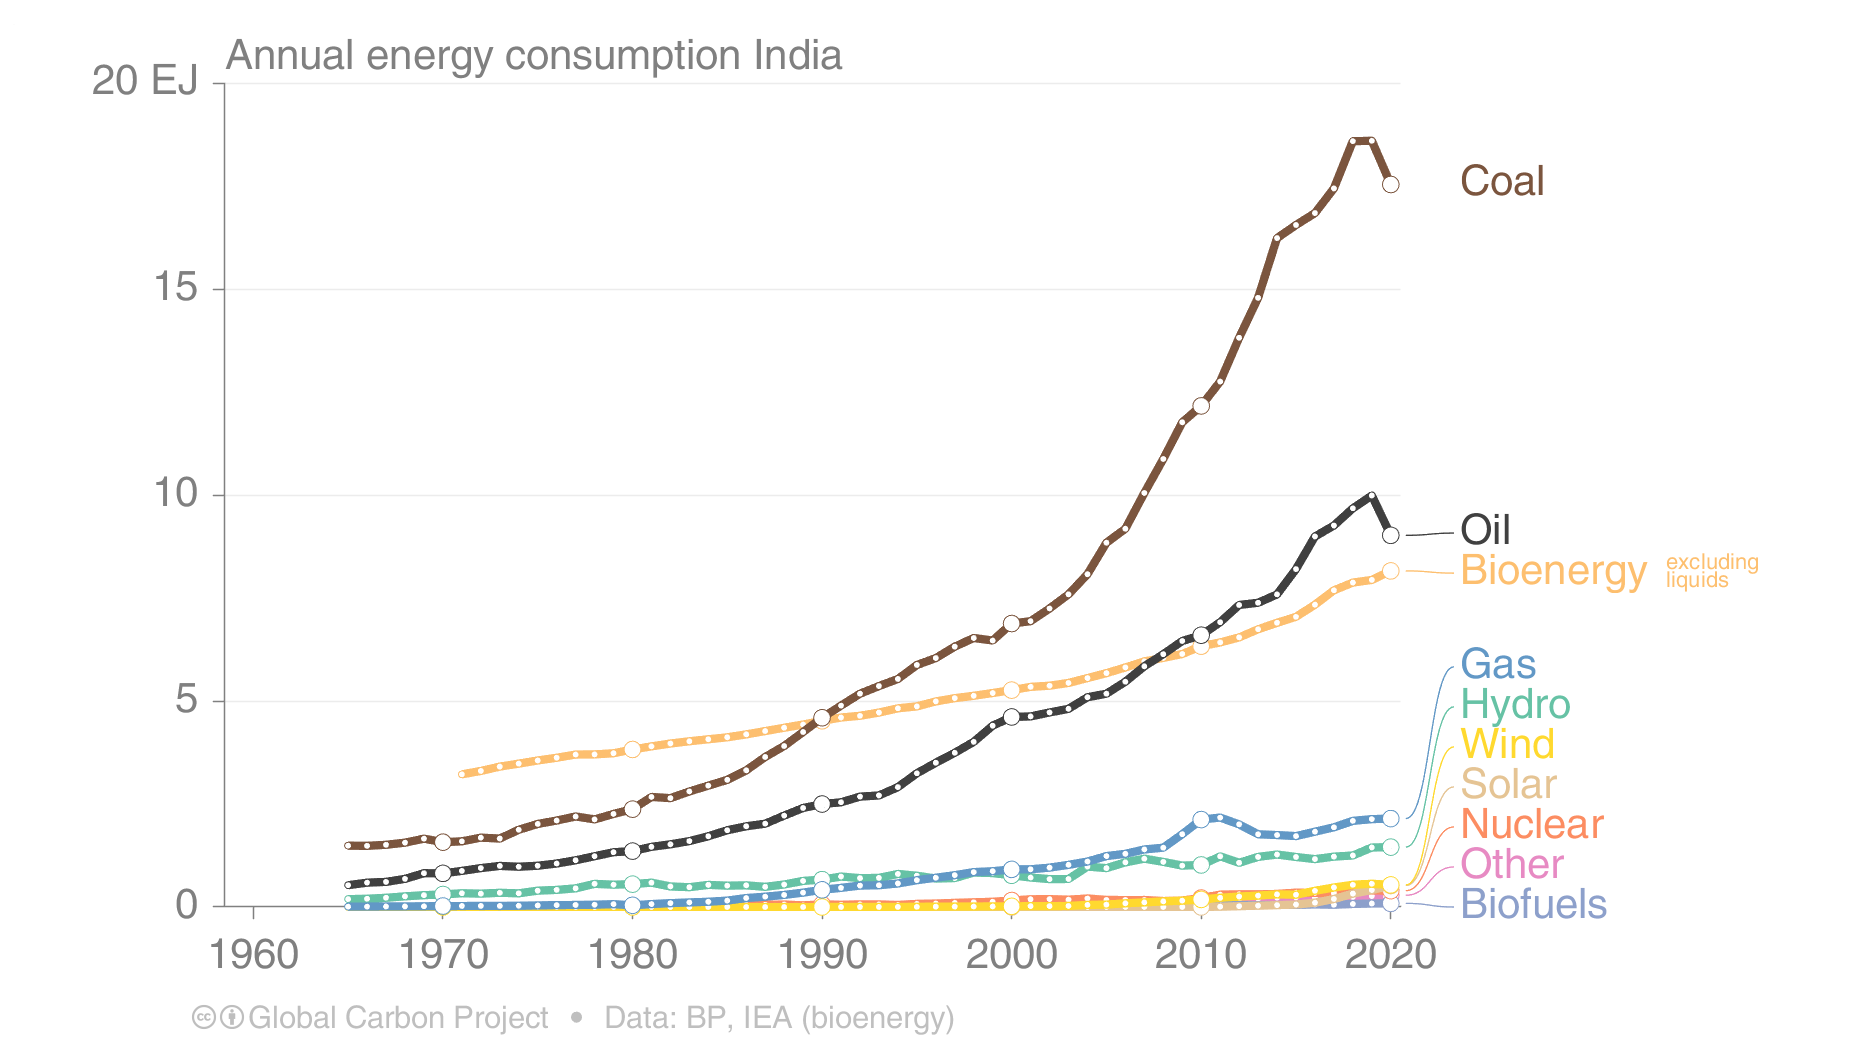 Annual energy consumption India
20 EJ
15
10
5
0
1960 1970 1980 1990 2000 2010 2020
Coal
Oil
Bioenergy excluding liquids
Gas
Hydro
Wind
Solar
Nuclear
Other
Biofuels
cc Global Carbon Project • Data: BP, IEA (bioenergy)